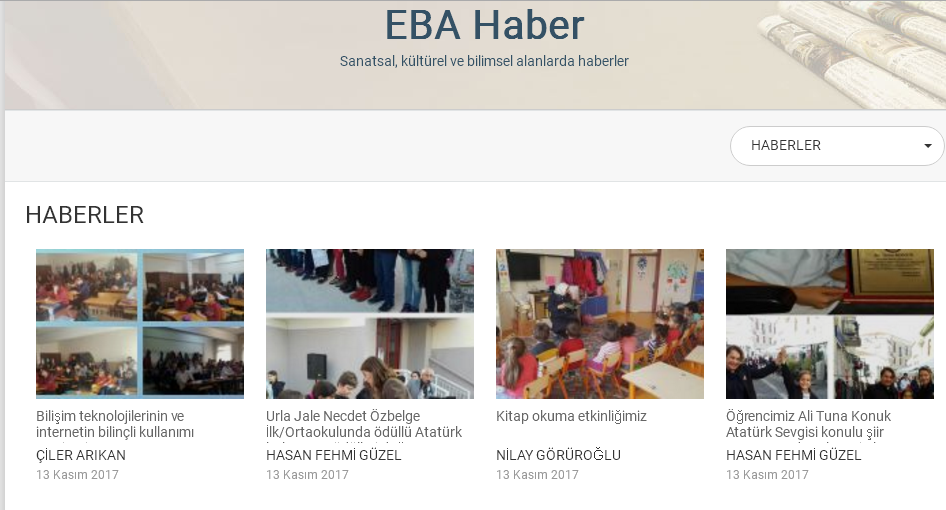 EBA Haber
Sanatsal, kültürel ve bilimsel alanlarda haberler
HABERLER
HABERLER
Bilişim teknolojilerinin ve
internetin bilinçli kullanımı
ÇİLER ARIKAN
13 Kasım 2017
Urla Jale Necdet Özbelge
İlk/Ortaokulunda ödüllü Atatürk
HASAN FEHMİ GÜZEL
13 Kasım 2017
Kitap okuma etkinliğimiz
NİLAY GÖRÜROĞLU
13 Kasım 2017
Öğrencimiz Ali Tuna Konuk
Atatürk Sevgisi konulu şiir
HASAN FEHMİ GÜZEL
13 Kasım 2017